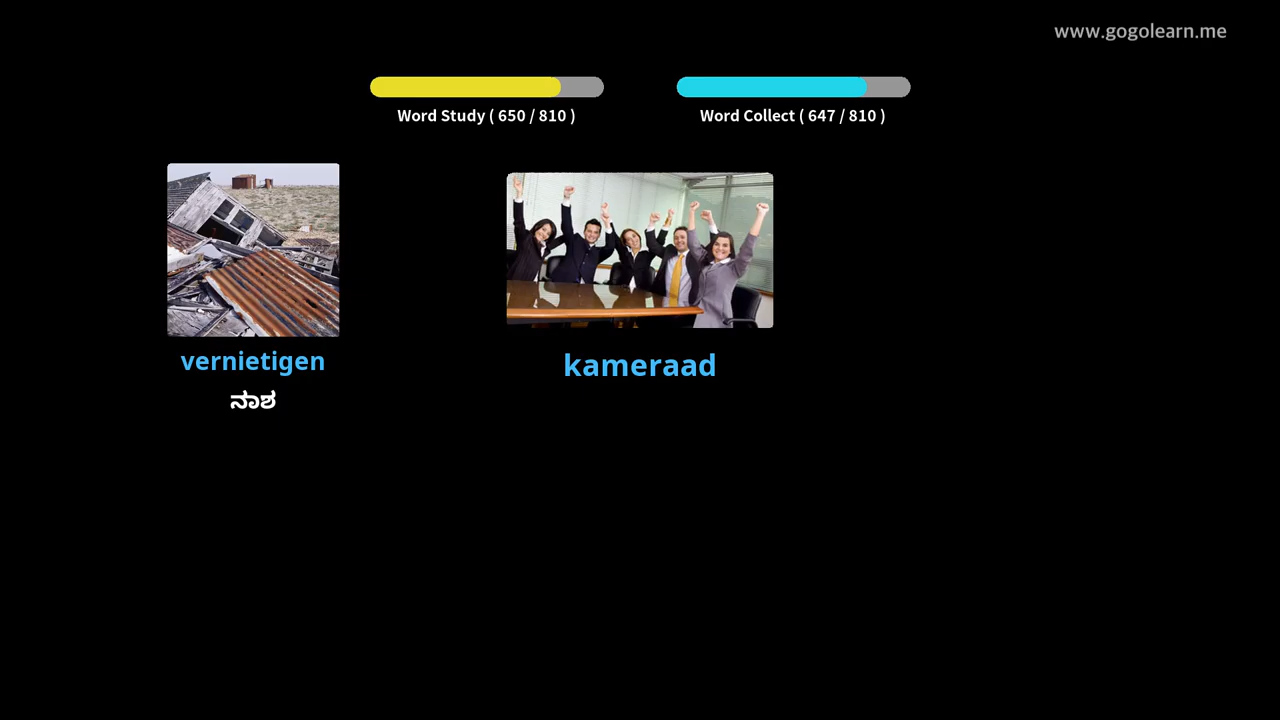 www.gogolearn.me
Word Study ( 650 / 810 )
Word Collect ( 647 / 810 )
vernietigen
ನಾಶ
kameraad